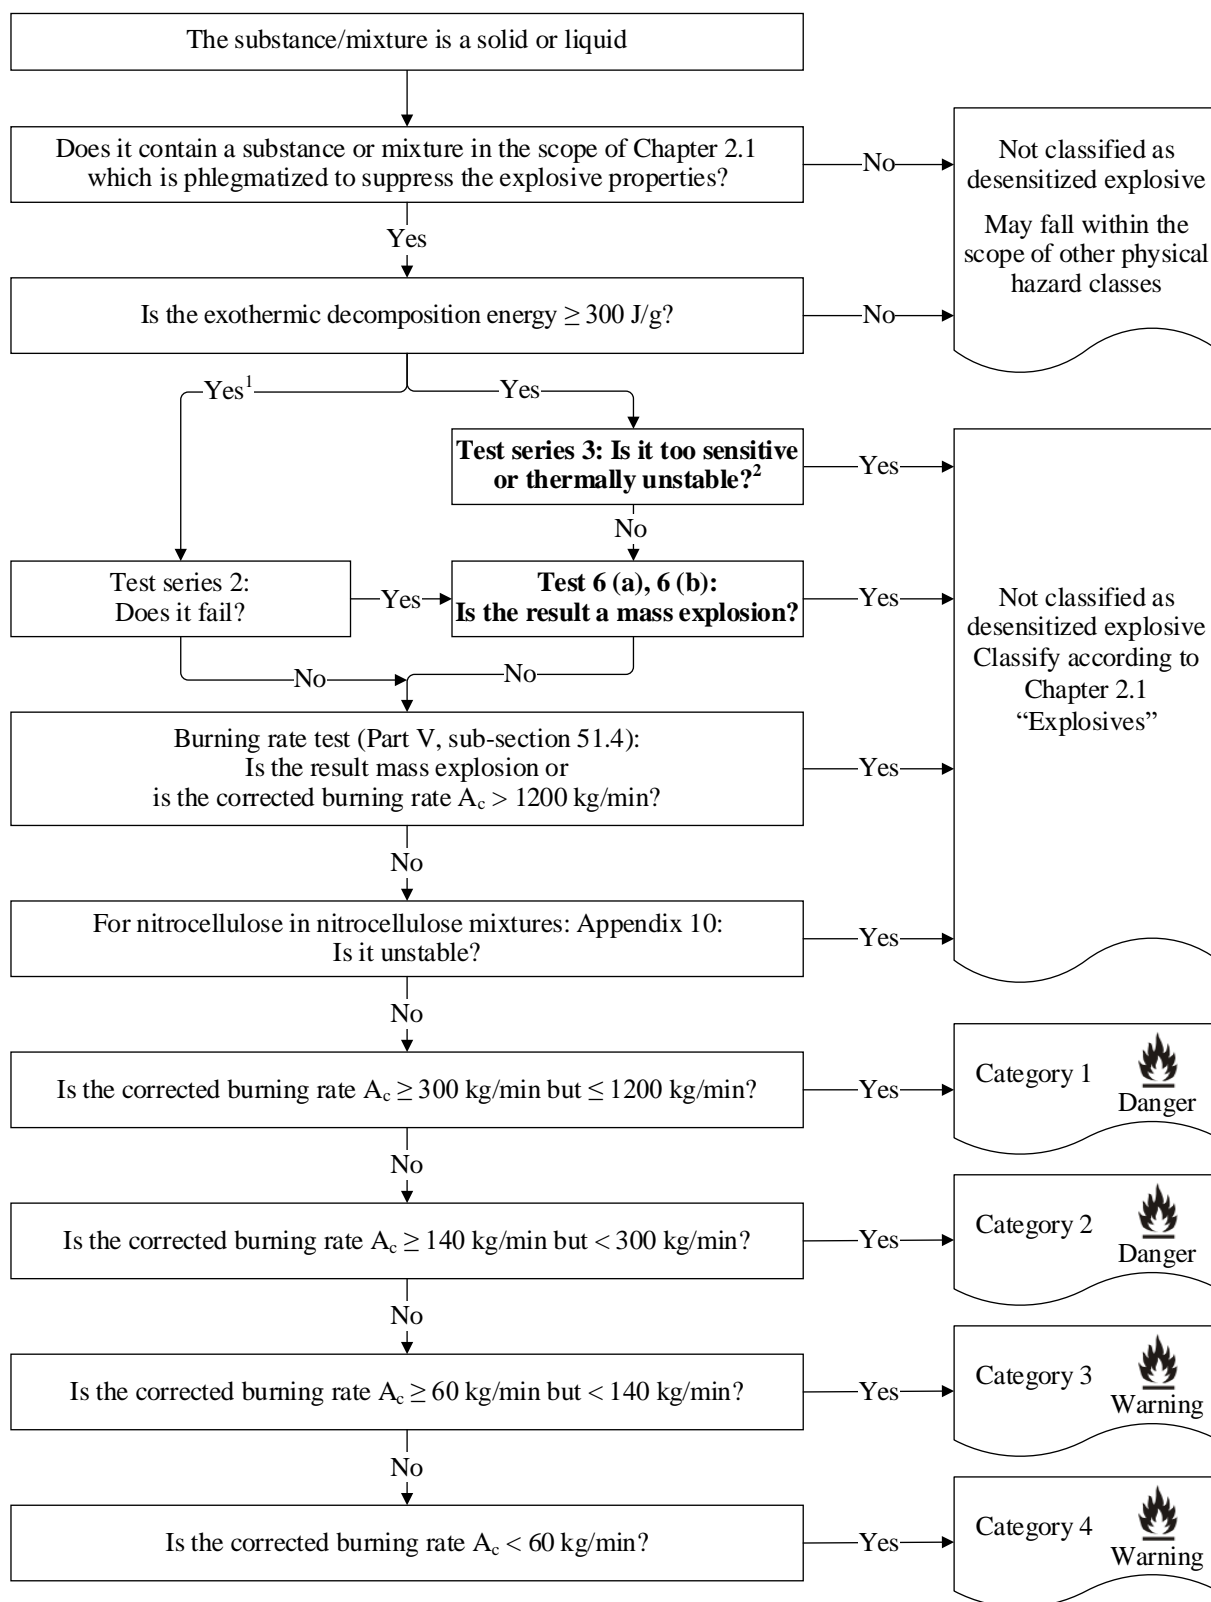 The substance/mixture is a solid or liquid
Does it contain a substance or mixture in the scope of Chapter 2.1
which is phlegmatized to suppress the explosive properties?
No
Not classified as
desensitized explosive
May fall within the
scope of other physical
hazard classes
Yes
Is the exothermic decomposition energy ≥ 300 J/g?
No
Yes¹
Yes
Test series 3: Is it too sensitive
or thermally unstable?²
Yes
No
Test series 2:
Does it fail?
Yes
Test 6 (a), 6 (b):
Is the result a mass explosion?
Yes
Not classified as
desensitized explosive
Classify according to
Chapter 2.1
“Explosives”
No
No
Burning rate test (Part V, sub-section 51.4):
Is the result mass explosion or
is the corrected burning rate Ac > 1200 kg/min?
Yes
No
For nitrocellulose in nitrocellulose mixtures: Appendix 10:
Is it unstable?
Yes
No
Is the corrected burning rate Ac ≥ 300 kg/min but ≤ 1200 kg/min?
Yes
Category 1
Danger
No
Is the corrected burning rate Ac ≥ 140 kg/min but < 300 kg/min?
Yes
Category 2
Danger
No
Is the corrected burning rate Ac ≥ 60 kg/min but < 140 kg/min?
Yes
Category 3
Warning
No
Is the corrected burning rate Ac < 60 kg/min?
Yes
Category 4
Warning